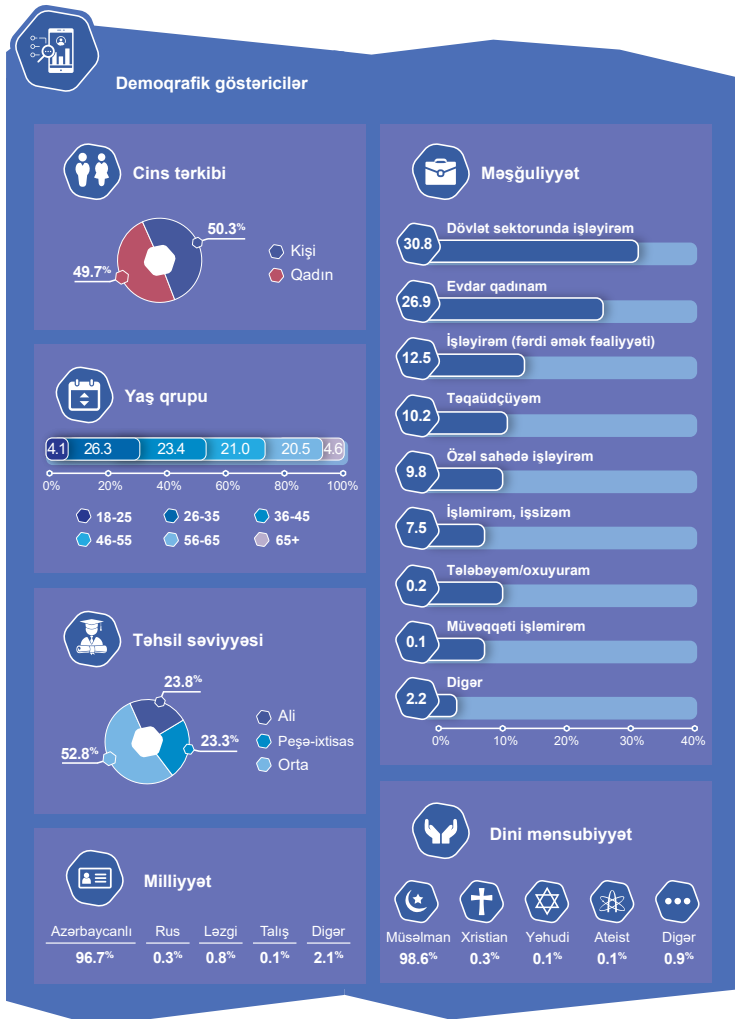 Demoqrafik göstəricilər
Cins tərkibi
50.3%
49.7%
Kişi
Qadın
Yaş qrupu
4.1 26.3 23.4 21.0 20.5 4.6
0% 20% 40% 60% 80% 100%
18-25 26-35 36-45
46-55 56-65 65+
Təhsil səviyyəsi
23.8%
23.3%
52.8%
Ali
Peşə-ixtisas
Orta
Milliyyət
Azərbaycanlı Rus Ləzgi Talış Digər
96.7% 0.3% 0.8% 0.1% 2.1%
Məşğuliyyət
Dövlət sektorunda işləyirəm
30.8
Evdar qadınam
26.9
İşləyirəm (fərdi əmək fəaliyyəti)
12.5
Təqaüdçüyəm
10.2
Özəl sahədə işləyirəm
9.8
İşləmirəm, işsizəm
7.5
Tələbəyəm/oxuyuram
0.2
Müvəqqəti işləmirəm
0.1
Digər
2.2
0% 10% 20% 30% 40%
Dini mənsubiyyət
Müsəlman Xristian Yəhudi Ateist Digər
98.6% 0.3% 0.1% 0.1% 0.9%